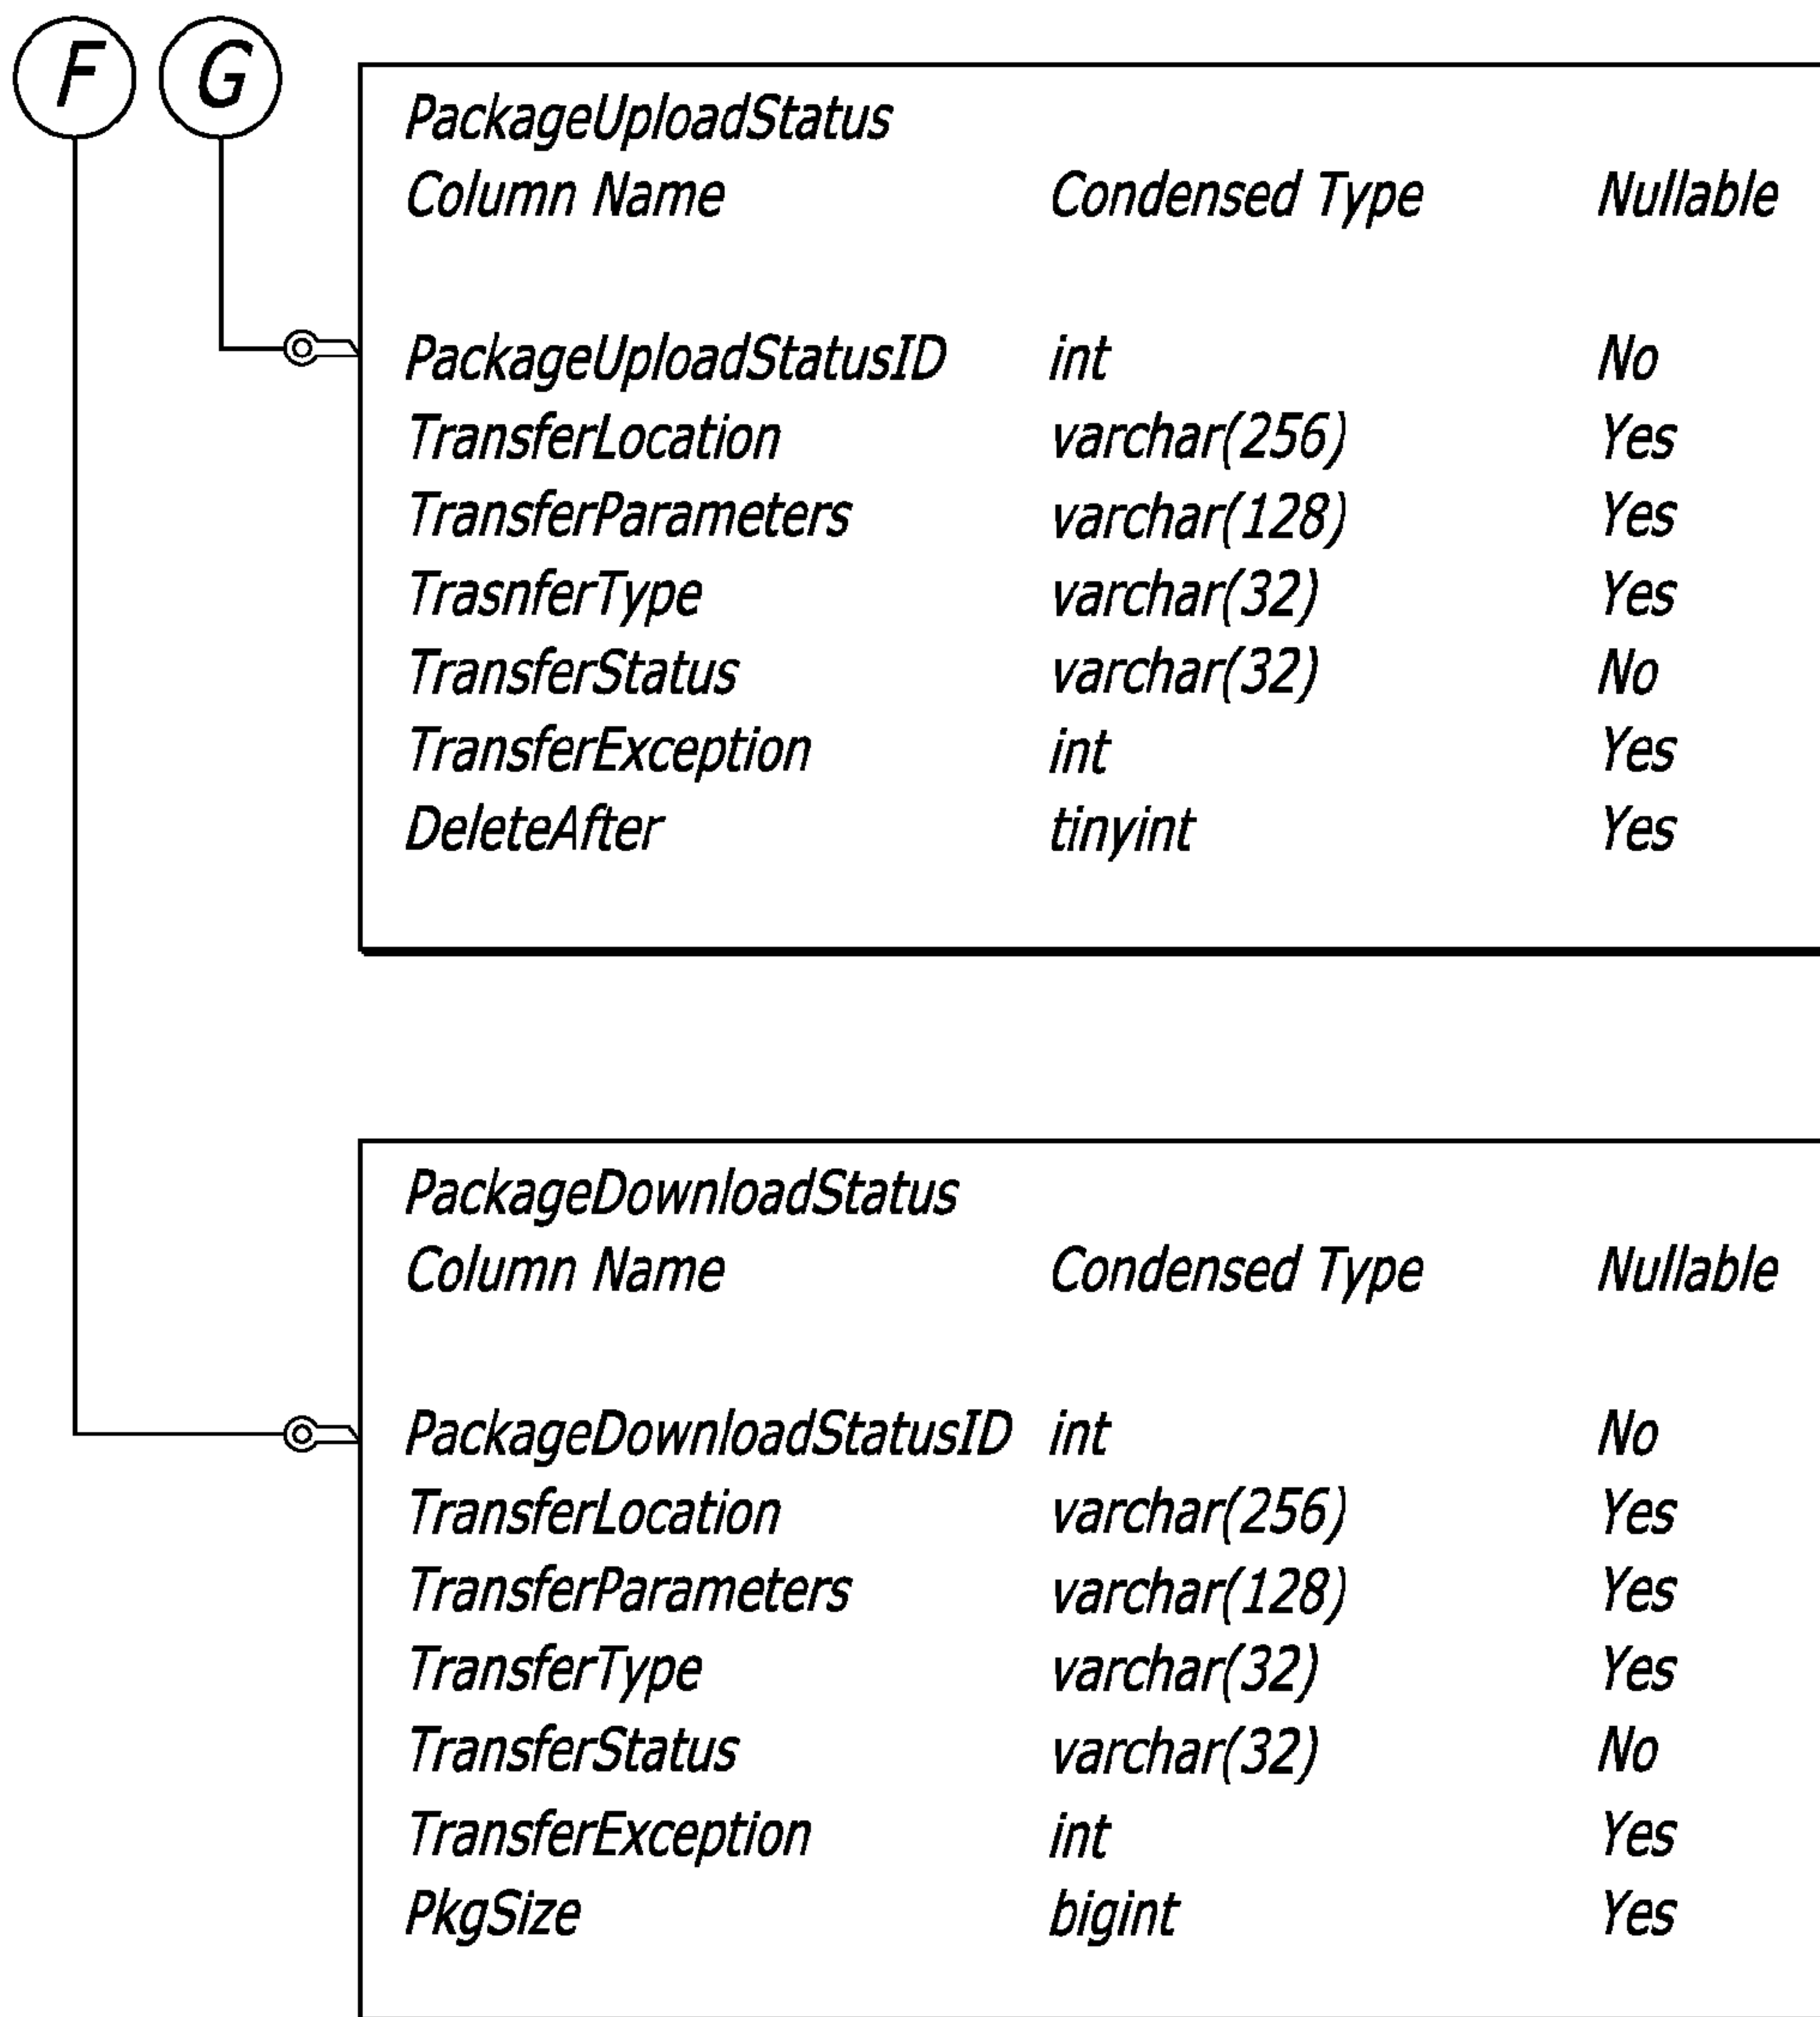 F G
PackageUploadStatus
Column Name Condensed Type Nullable
PackageUploadStatusID int No
TransferLocation varchar(256) Yes
TransferParameters varchar(128) Yes
TrasnferType varchar(32) Yes
TransferStatus varchar(32) No
TransferException int Yes
DeleteAfter tinyint Yes
PackageDownloadStatus
Column Name Condensed Type Nullable
PackageDownloadStatusID int No
TransferLocation varchar(256) Yes
TransferParameters varchar(128) Yes
TransferType varchar(32) Yes
TransferStatus varchar(32) No
TransferException int Yes
PkgSize bigint Yes